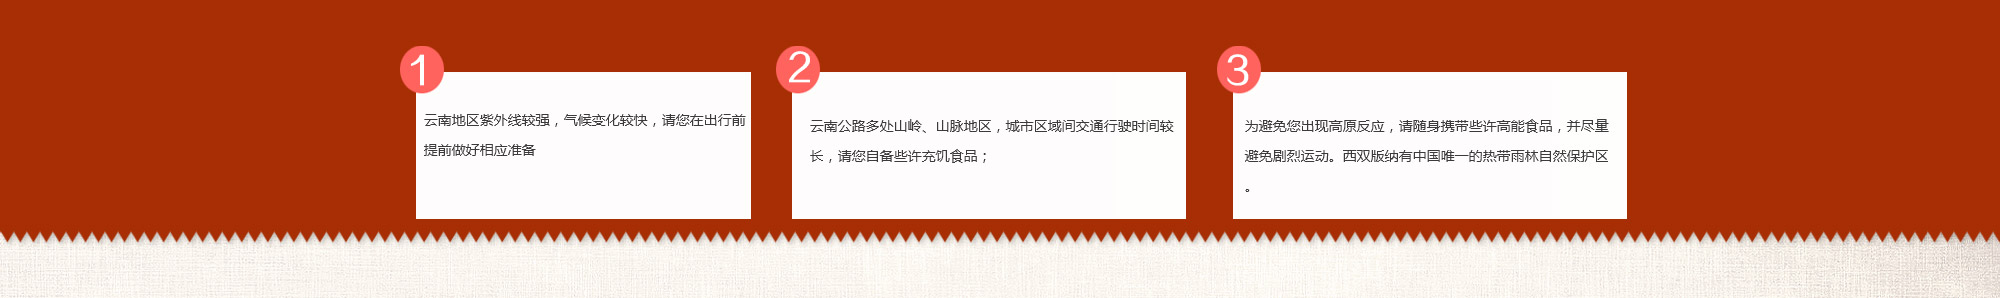 1
云南地区紫外线较强，气候变化较快，请您在出行前
提前做好相应准备
2
云南公路多处山岭、山脉地区，城市区域间交通行驶时间较
长，请您自备些许充饥食品；
3
为避免您出现高原反应，请随身携带些许高能食品，并尽量
避免剧烈运动。西双版纳有中国唯一的热带雨林自然保护区
。